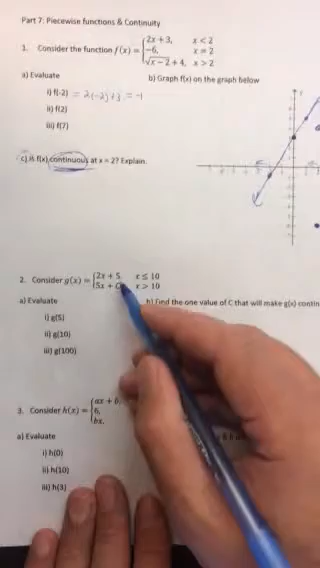 Part 7: Piecewise functions & Continuity
1. Consider the function f(x) = { 2x + 3, x < 2
−6, x = 2
√x − 2 + 4, x > 2
a) Evaluate b) Graph f(x) on the graph below
i) f(-2) = 2(-2)+3 = -1
ii) f(2)
iii) f(7)
c) Is f(x) continuous at x = 2? Explain.
2. Consider g(x) = { 2x + 5, x ≤ 10
5x + C, x > 10
a) Evaluate b) Find the one value of C that will make g(x) contin
i) g(5)
ii) g(10)
iii) g(100)
3. Consider h(x) = { ax + 6,
6,
bx,
a) Evaluate
i) h(0)
ii) h(10)
iii) h(3)